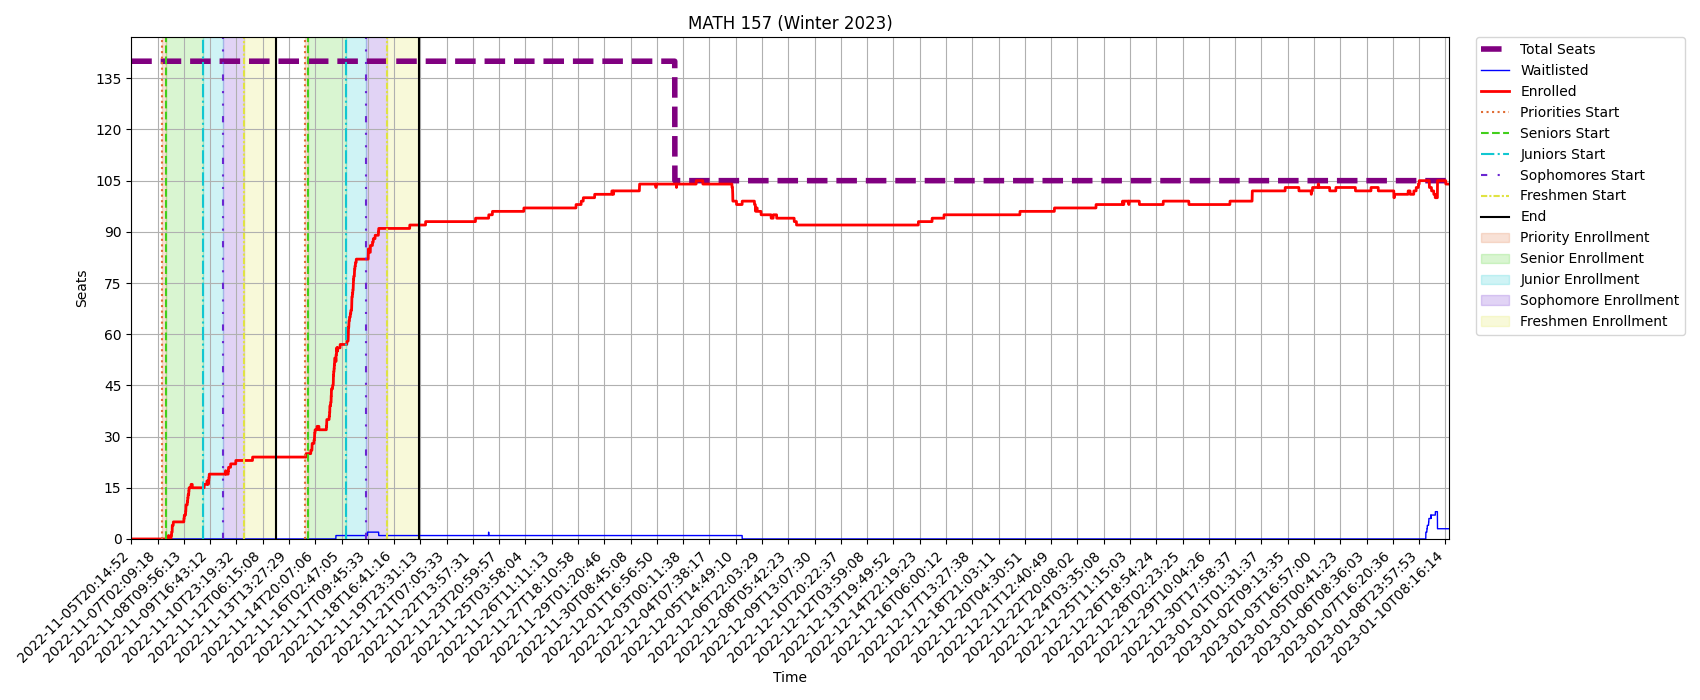 MATH 157 (Winter 2023)
Seats
135
120
105
90
75
60
45
30
15
0
2022-11-05T20:14:52
2022-11-07T02:09:18
2022-11-08T09:56:13
2022-11-09T16:43:12
2022-11-10T23:19:32
2022-11-12T06:15:08
2022-11-13T13:27:29
2022-11-14T20:07:06
2022-11-16T02:47:05
2022-11-17T09:45:33
2022-11-18T16:41:16
2022-11-19T23:31:13
2022-11-21T07:05:33
2022-11-22T13:57:31
2022-11-23T20:59:57
2022-11-25T03:58:04
2022-11-26T11:11:13
2022-11-27T18:10:58
2022-11-29T01:20:46
2022-11-30T08:45:08
2022-12-01T16:56:50
2022-12-03T00:11:38
2022-12-04T07:38:17
2022-12-05T14:49:10
2022-12-06T22:03:29
2022-12-08T05:42:23
2022-12-09T13:07:30
2022-12-10T20:22:37
2022-12-12T03:59:08
2022-12-13T10:49:52
2022-12-14T22:19:23
2022-12-16T06:00:12
2022-12-17T13:27:38
2022-12-18T21:03:11
2022-12-20T04:30:51
2022-12-21T12:40:49
2022-12-22T20:08:02
2022-12-24T03:35:08
2022-12-25T11:15:03
2022-12-26T18:54:24
2022-12-28T02:23:25
2022-12-29T10:04:26
2022-12-30T17:58:37
2023-01-01T01:31:37
2023-01-02T09:13:35
2023-01-03T16:57:00
2023-01-05T00:41:23
2023-01-06T08:36:03
2023-01-07T16:20:36
2023-01-08T23:57:53
2023-01-10T08:16:14
Time
Total Seats
Waitlisted
Enrolled
Priorities Start
Seniors Start
Juniors Start
Sophomores Start
Freshmen Start
End
Priority Enrollment
Senior Enrollment
Junior Enrollment
Sophomore Enrollment
Freshmen Enrollment